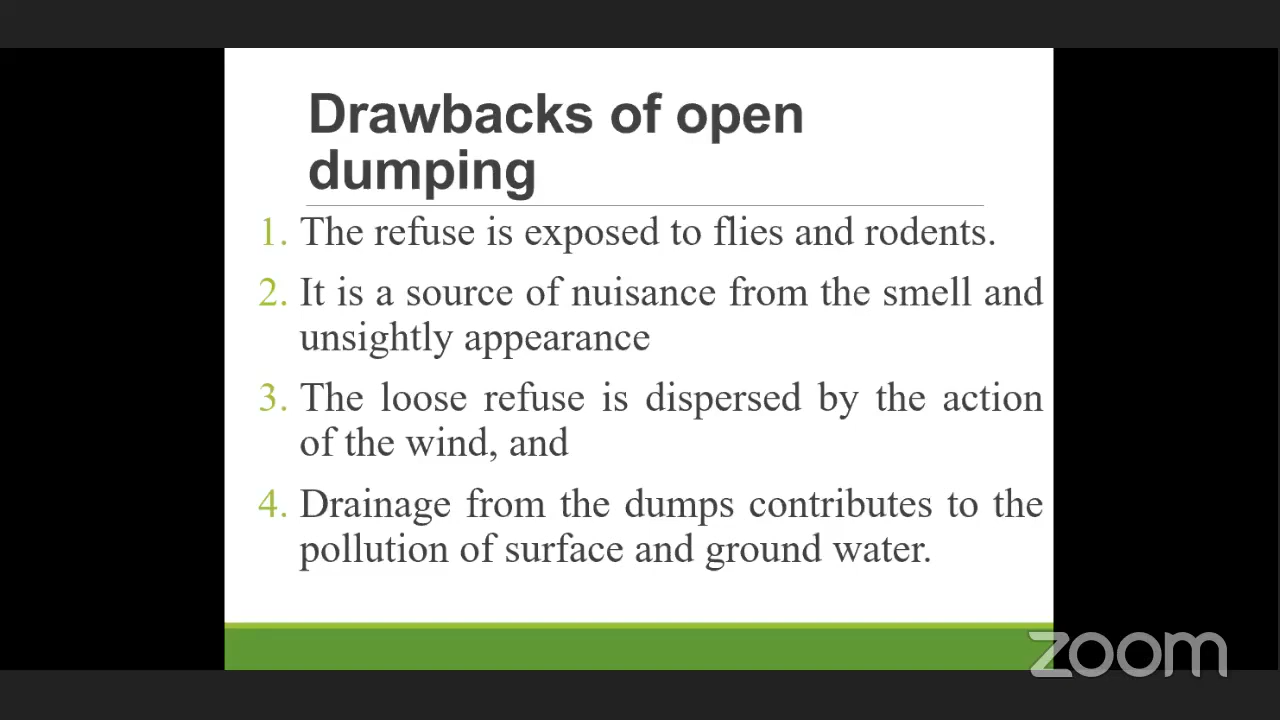 Drawbacks of open
dumping
1. The refuse is exposed to flies and rodents.
2. It is a source of nuisance from the smell and
unsightly appearance
3. The loose refuse is dispersed by the action
of the wind, and
4. Drainage from the dumps contributes to the
pollution of surface and ground water.
zoom